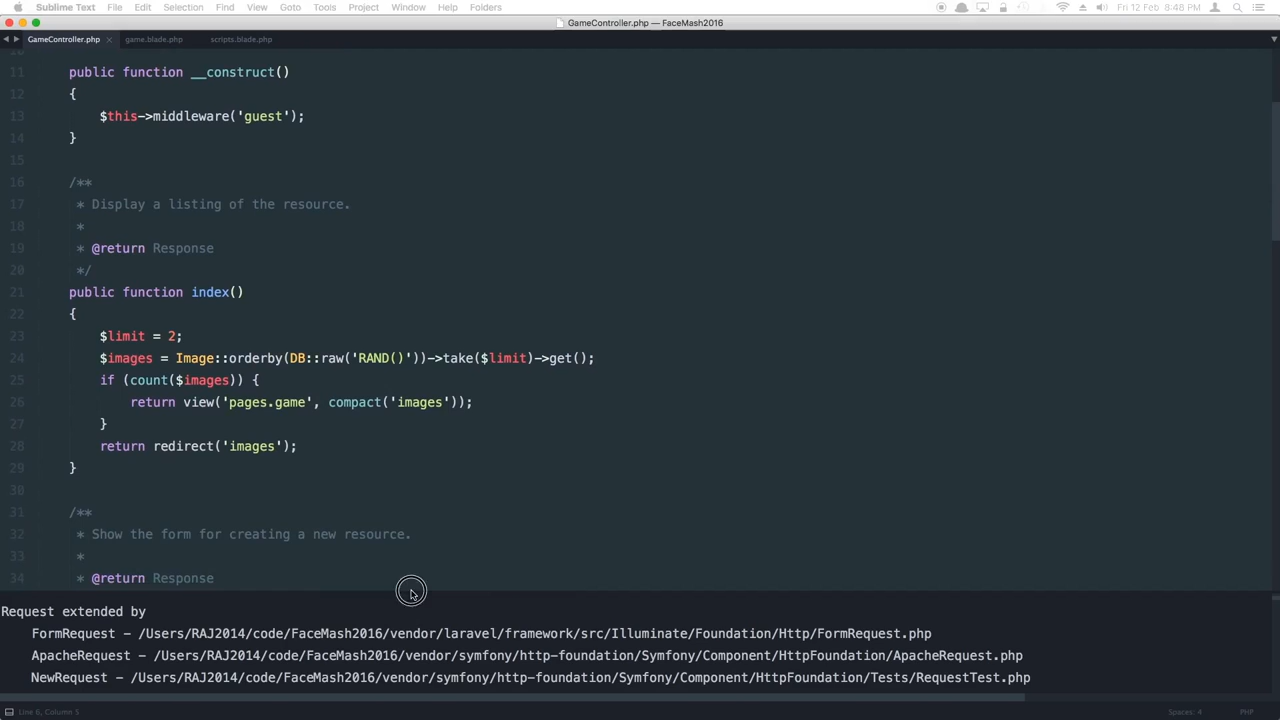 Sublime Text File Edit Selection Find View Goto Tools Project Window Help Folders Fri 12 Feb 8:48 PM
GameController.php — FaceMash2016
GameController.php game.blade.php scripts.blade.php
11 public function __construct()
12 {
13 $this->middleware('guest');
14 }
15
16 /**
17 * Display a listing of the resource.
18 *
19 * @return Response
20 */
21 public function index()
22 {
23 $limit = 2;
24 $images = Image::orderby(DB::raw('RAND()'))->take($limit)->get();
25 if (count($images)) {
26 return view('pages.game', compact('images'));
27 }
28 return redirect('images');
29 }
30
31 /**
32 * Show the form for creating a new resource.
33 *
34 * @return Response
Request extended by
FormRequest - /Users/RAJ2014/code/FaceMash2016/vendor/laravel/framework/src/Illuminate/Foundation/Http/FormRequest.php
ApacheRequest - /Users/RAJ2014/code/FaceMash2016/vendor/symfony/http-foundation/Symfony/Component/HttpFoundation/ApacheRequest.php
NewRequest - /Users/RAJ2014/code/FaceMash2016/vendor/symfony/http-foundation/Symfony/Component/HttpFoundation/Tests/RequestTest.php
Line 6, Column 5 Spaces: 4 PHP